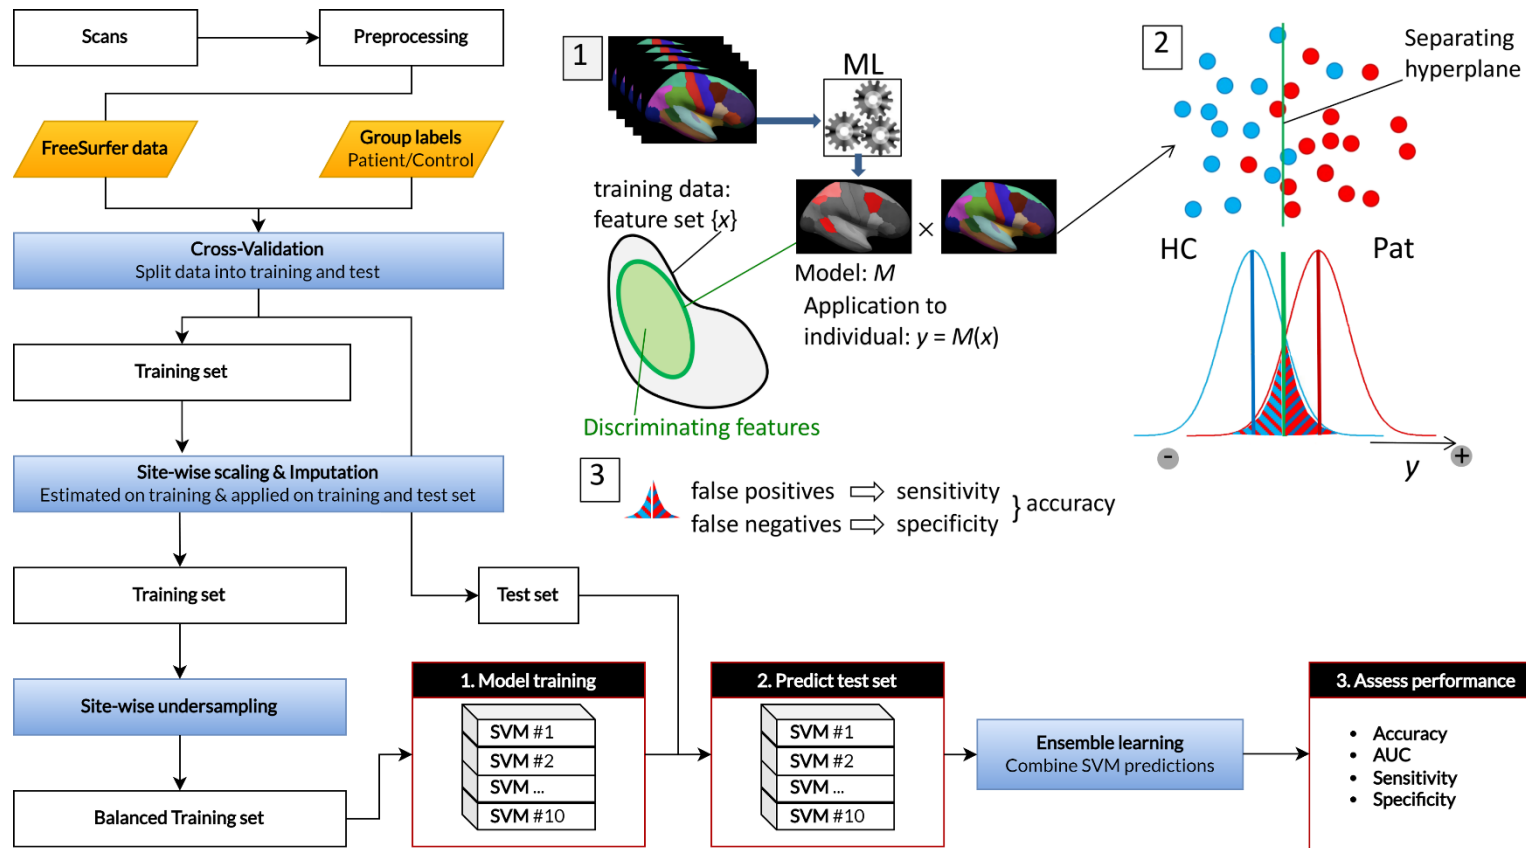 Scans
Preprocessing
FreeSurfer data
Group labels
Patient/Control
Cross-Validation
Split data into training and test
Training set
Site-wise scaling & Imputation
Estimated on training & applied on training and test set
Training set
Test set
Site-wise undersampling
Balanced Training set
1. Model training
SVM #1
SVM #2
SVM ...
SVM #10
2. Predict test set
SVM #1
SVM #2
SVM ...
SVM #10
Ensemble learning
Combine SVM predictions
3. Assess performance
• Accuracy
• AUC
• Sensitivity
• Specificity
1
ML
training data:
feature set {x}
×
Model: M
Application to
individual: y = M(x)
Discriminating features
2
Separating
hyperplane
HC
Pat
-
+
y
3
false positives ⇨ sensitivity
false negatives ⇨ specificity
} accuracy